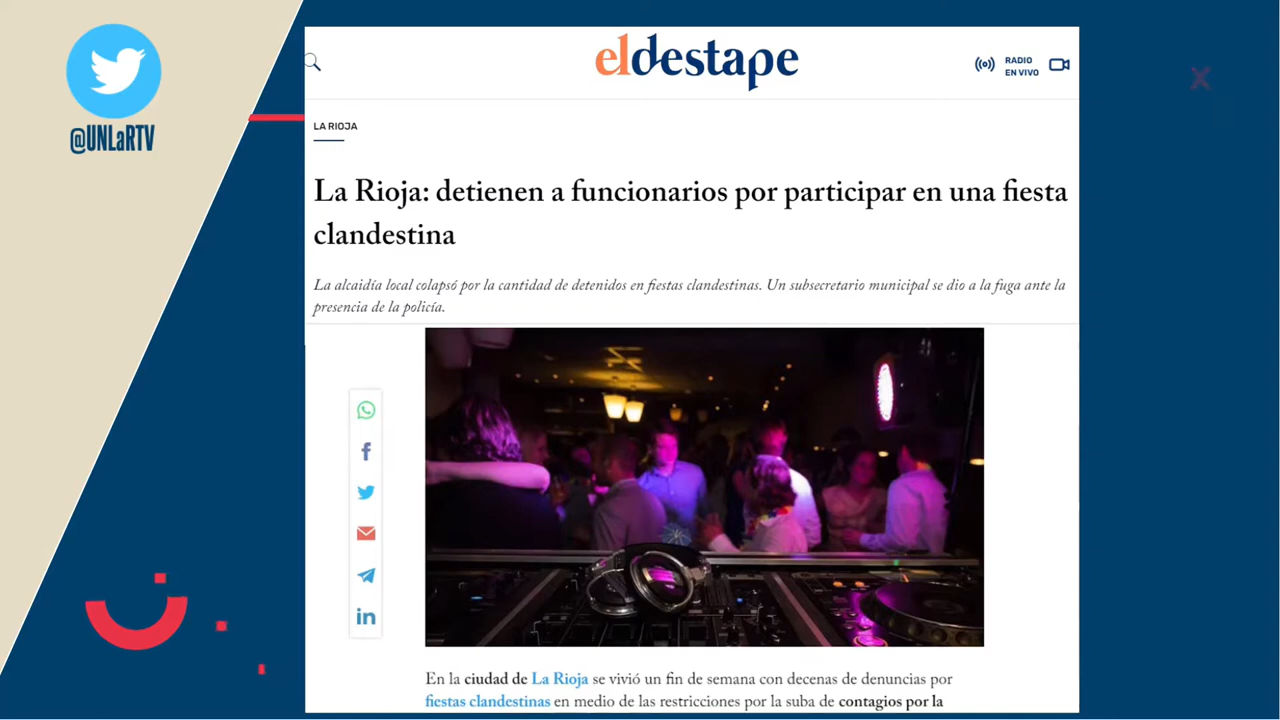 @UNLaRTV
eldestape
RADIO
EN VIVO
LA RIOJA
La Rioja: detienen a funcionarios por participar en una fiesta
clandestina
La alcaidía local colapsó por la cantidad de detenidos en fiestas clandestinas. Un subsecretario municipal se dio a la fuga ante la
presencia de la policía.
En la ciudad de La Rioja se vivió un fin de semana con decenas de denuncias por
fiestas clandestinas en medio de las restricciones por la suba de contagios por la